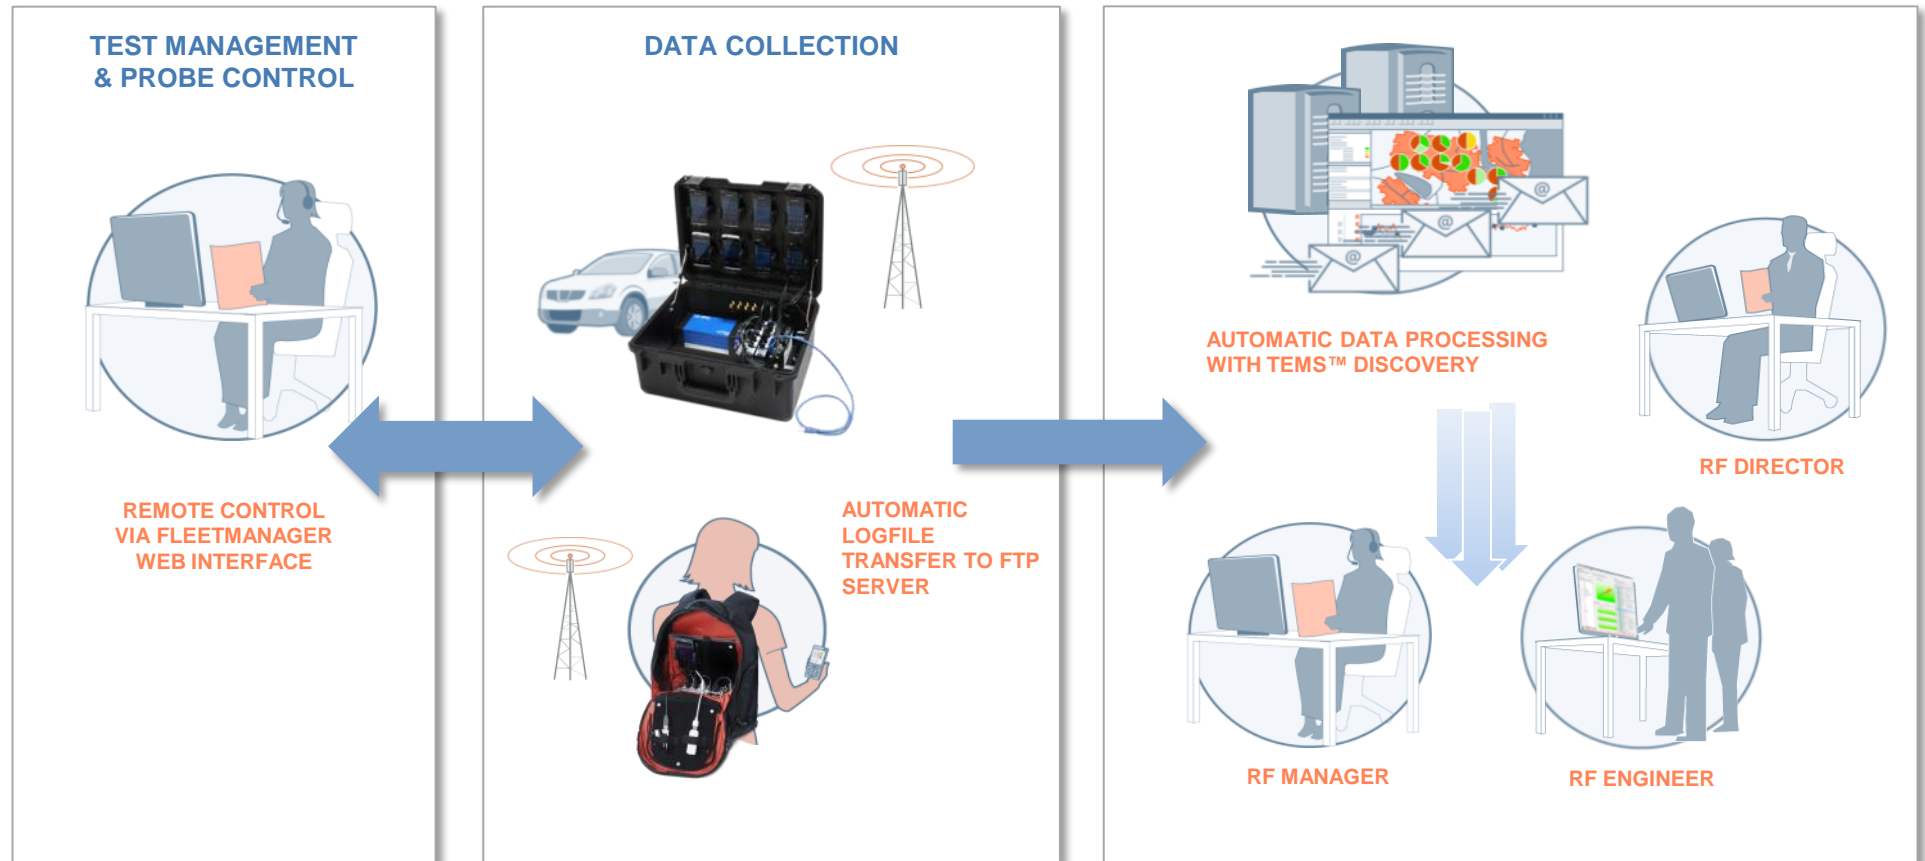 TEST MANAGEMENT
& PROBE CONTROL
REMOTE CONTROL
VIA FLEETMANAGER
WEB INTERFACE
DATA COLLECTION
AUTOMATIC
LOGFILE
TRANSFER TO FTP
SERVER
@
@
@
AUTOMATIC DATA PROCESSING
WITH TEMS™ DISCOVERY
RF DIRECTOR
RF MANAGER
RF ENGINEER